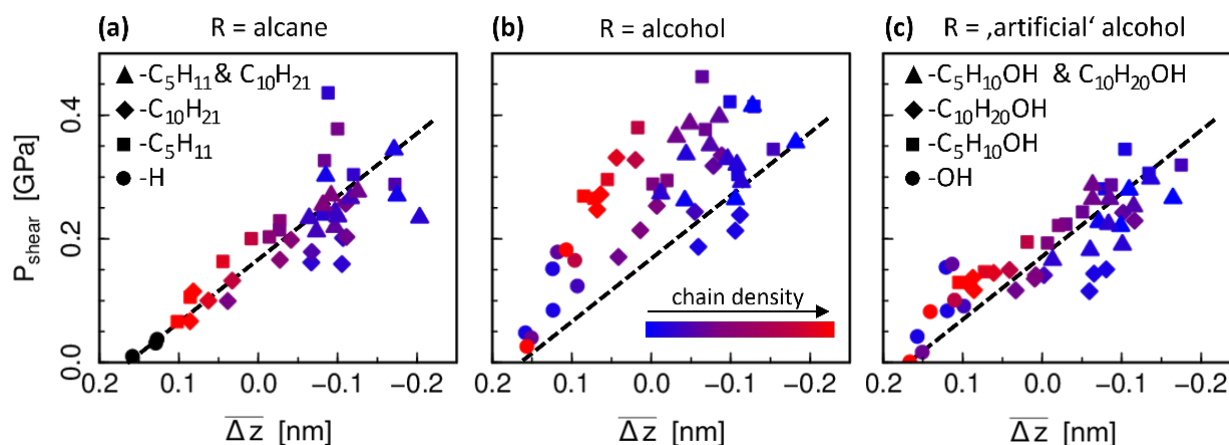 (a) R = alcane
(b) R = alcohol
(c) R = ‚artificial‘ alcohol
P_shear [GPa]
0.4
0.2
0.0
▲ -C₅H₁₁ & C₁₀H₂₁
◆ -C₁₀H₂₁
■ -C₅H₁₁
● -H
0.2 0.1 0.0 −0.1 −0.2
Δz [nm]
chain density
0.2 0.1 0.0 −0.1 −0.2
Δz [nm]
▲ -C₅H₁₀OH & C₁₀H₂₀OH
◆ -C₁₀H₂₀OH
■ -C₅H₁₀OH
● -OH
0.2 0.1 0.0 −0.1 −0.2
Δz [nm]